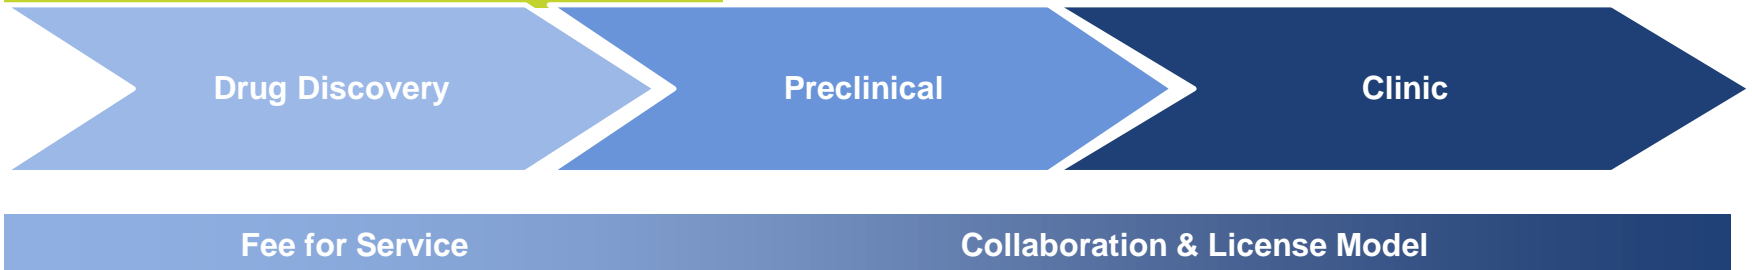 Drug Discovery
Preclinical
Clinic
Fee for Service
Collaboration & License Model